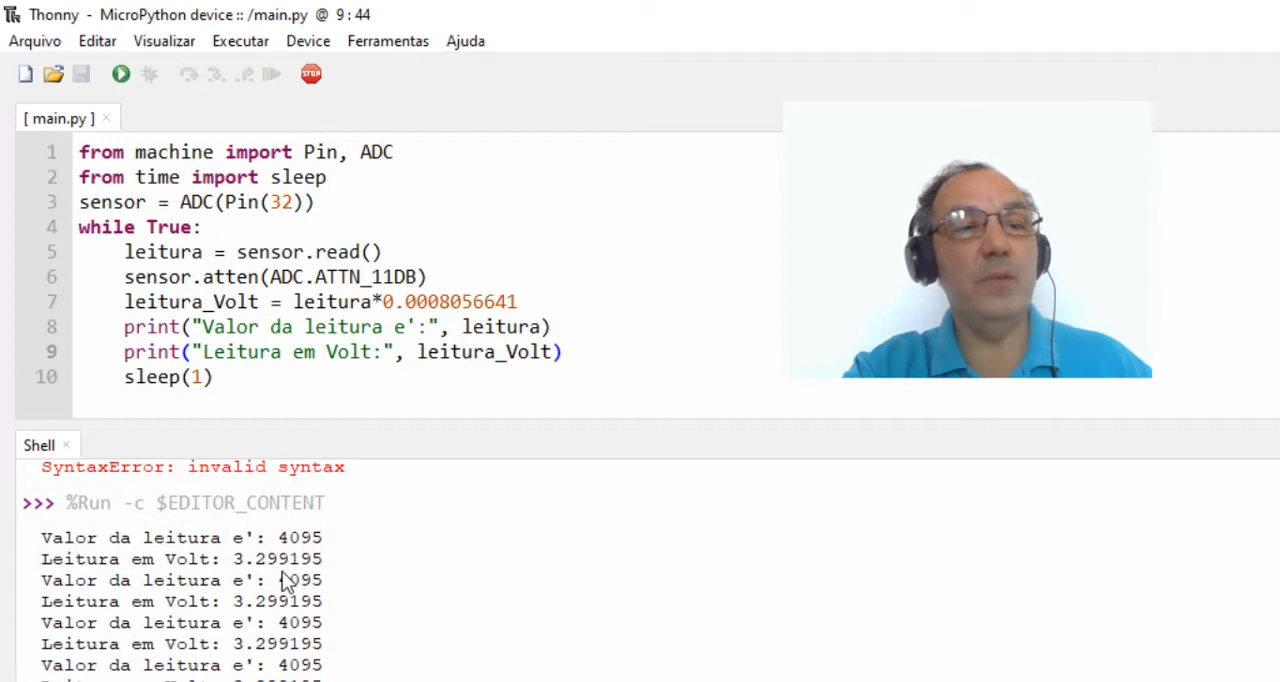 Thonny - MicroPython device :: /main.py @ 9 : 44
Arquivo Editar Visualizar Executar Device Ferramentas Ajuda
STOP
[ main.py ] ×
1 from machine import Pin, ADC
2 from time import sleep
3 sensor = ADC(Pin(32))
4 while True:
5     leitura = sensor.read()
6     sensor.atten(ADC.ATTN_11DB)
7     leitura_Volt = leitura*0.0008056641
8     print("Valor da leitura e':", leitura)
9     print("Leitura em Volt:", leitura_Volt)
10     sleep(1)
Shell ×
SyntaxError: invalid syntax
>>> %Run -c $EDITOR_CONTENT
Valor da leitura e': 4095
Leitura em Volt: 3.299195
Valor da leitura e': 4095
Leitura em Volt: 3.299195
Valor da leitura e': 4095
Leitura em Volt: 3.299195
Valor da leitura e': 4095